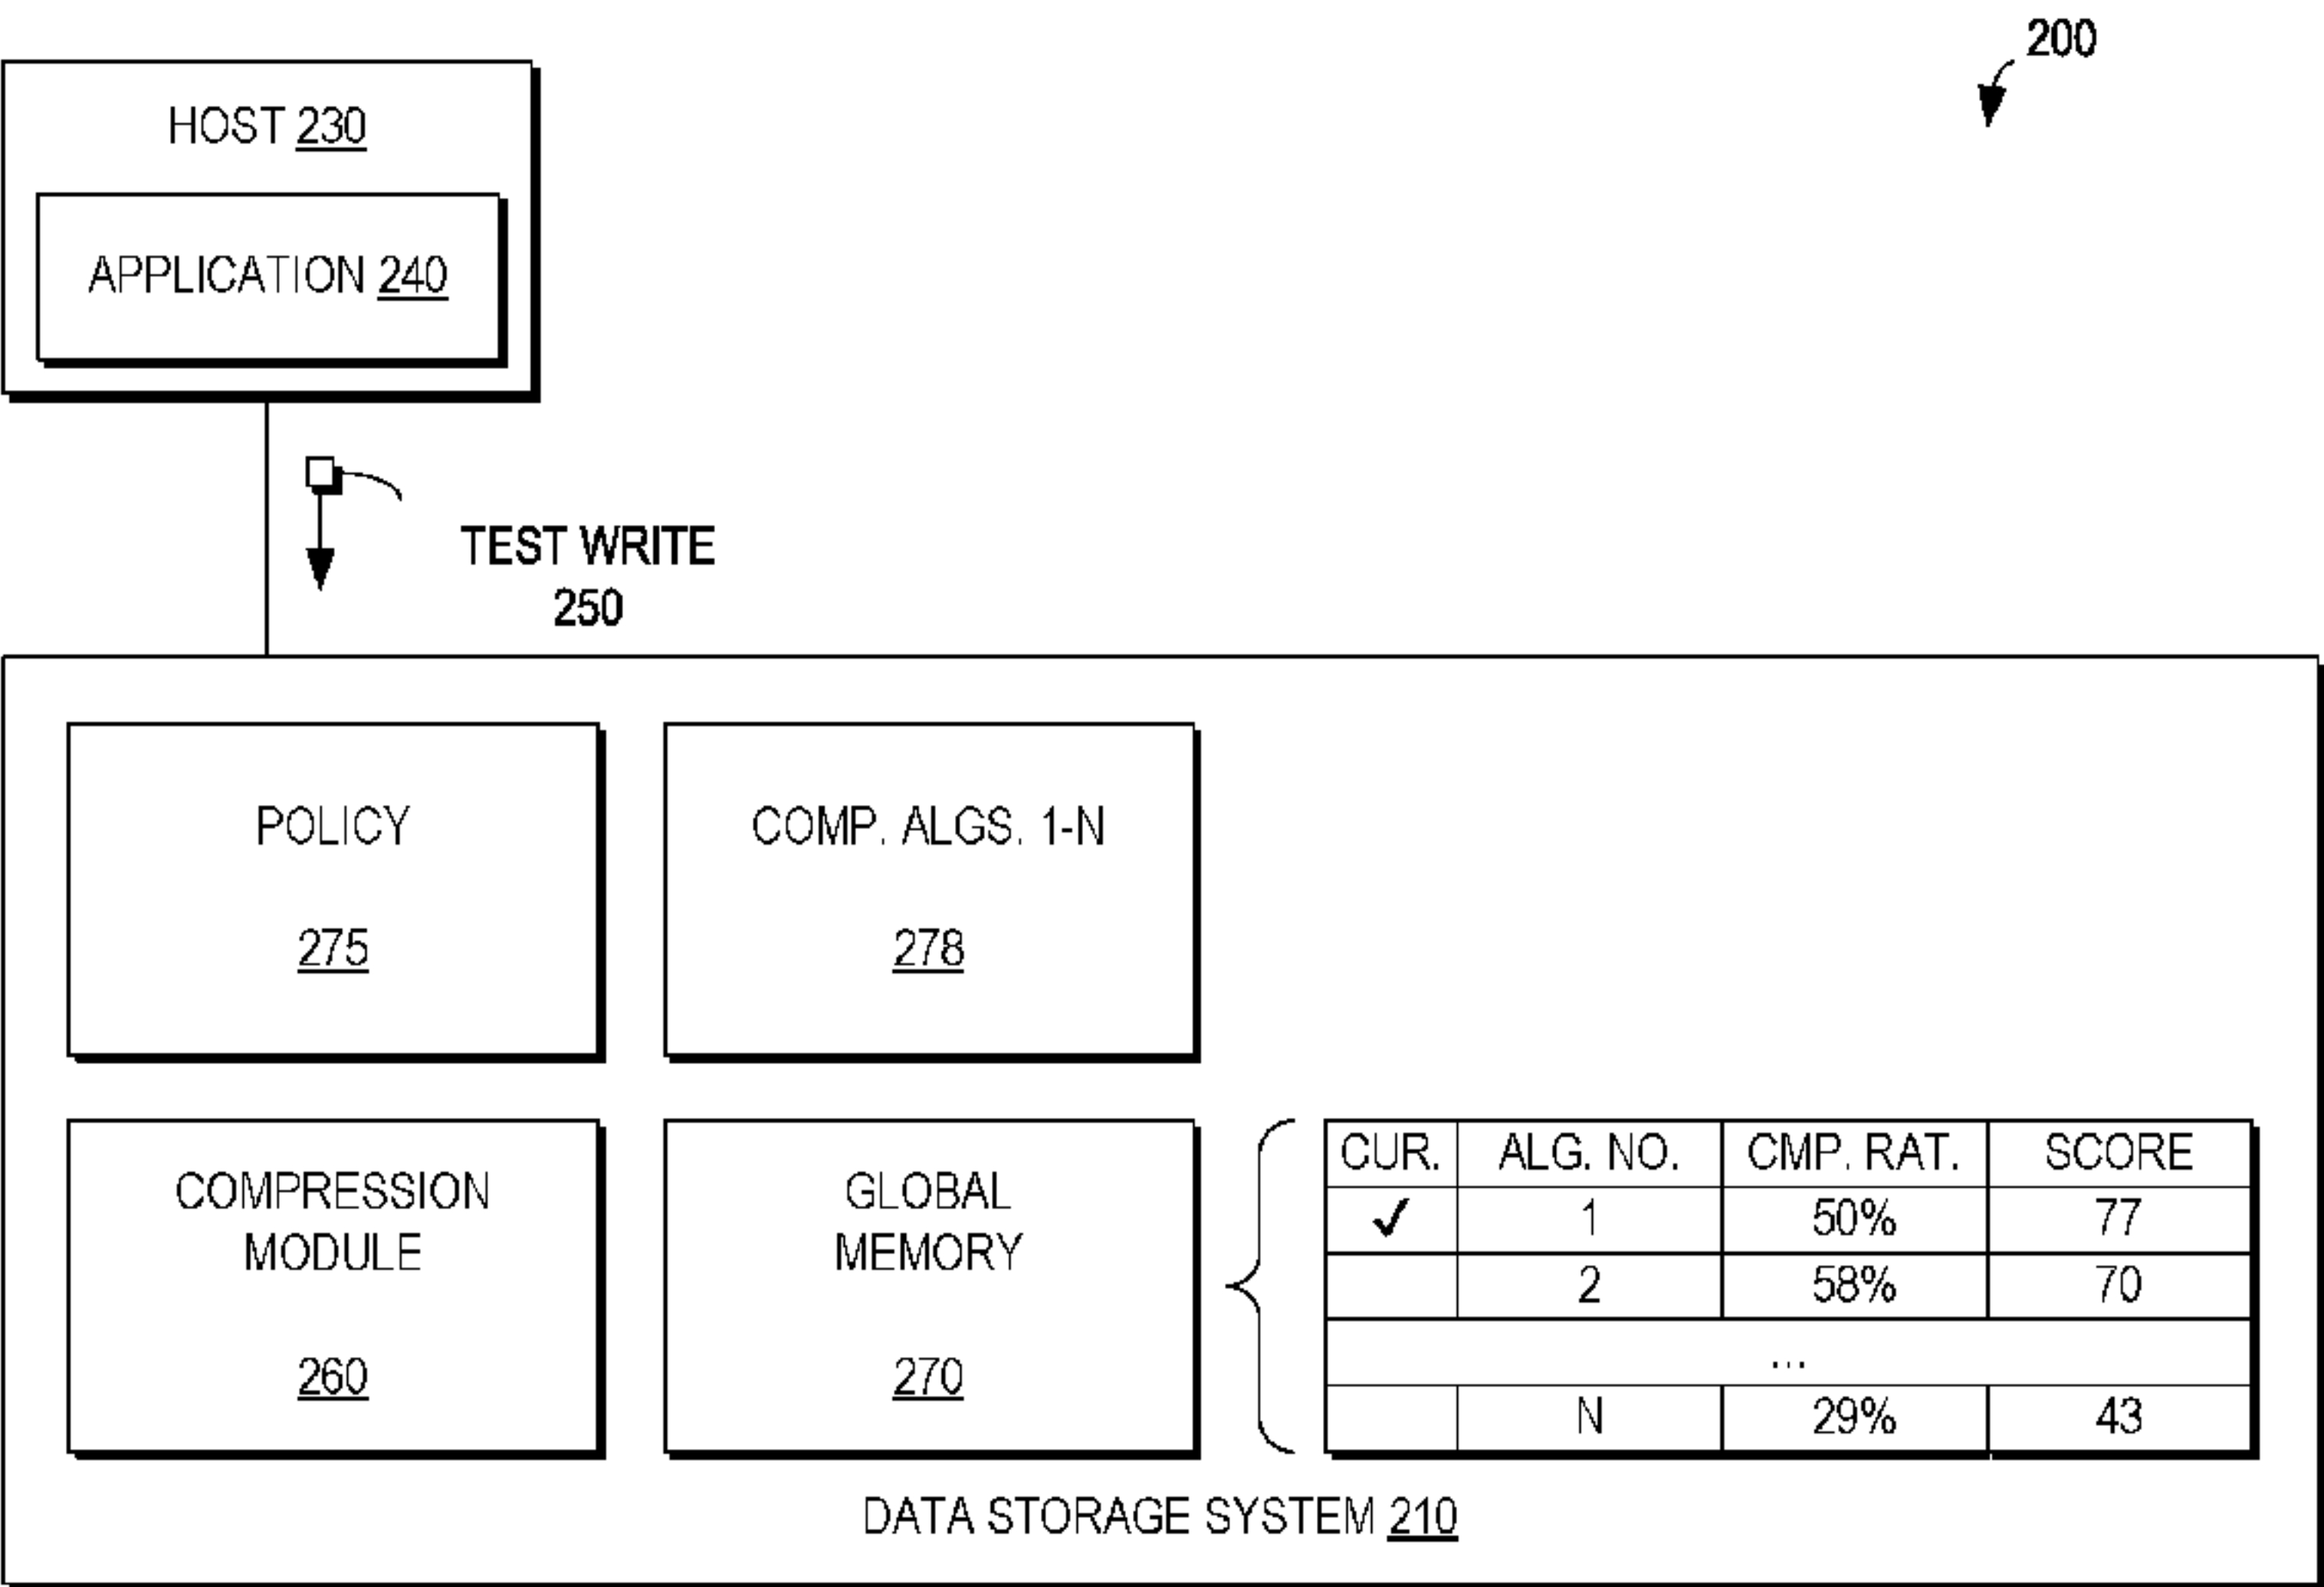 200
HOST 230
APPLICATION 240
TEST WRITE
250
POLICY
275
COMP. ALGS. 1-N
278
COMPRESSION
MODULE
260
GLOBAL
MEMORY
270
CUR. ALG. NO. CMP. RAT. SCORE
✓ 1 50% 77
2 58% 70
...
N 29% 43
DATA STORAGE SYSTEM 210